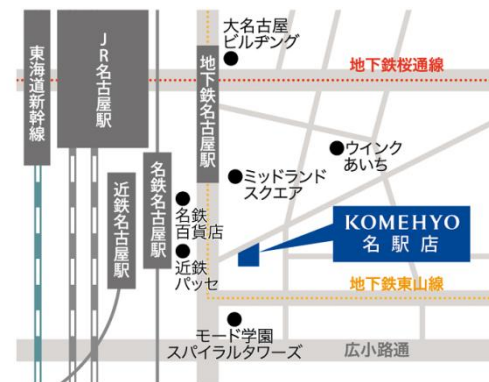 大名古屋
ビルヂング
東海道新幹線
JR名古屋駅
地下鉄名古屋駅
地下鉄桜通線
ウインク
あいち
ミッドランド
スクエア
近鉄名古屋駅
名鉄名古屋駅
名鉄
百貨店
近鉄
パッセ
KOMEHYO
名駅店
地下鉄東山線
モード学園
スパイラルタワーズ
広小路通